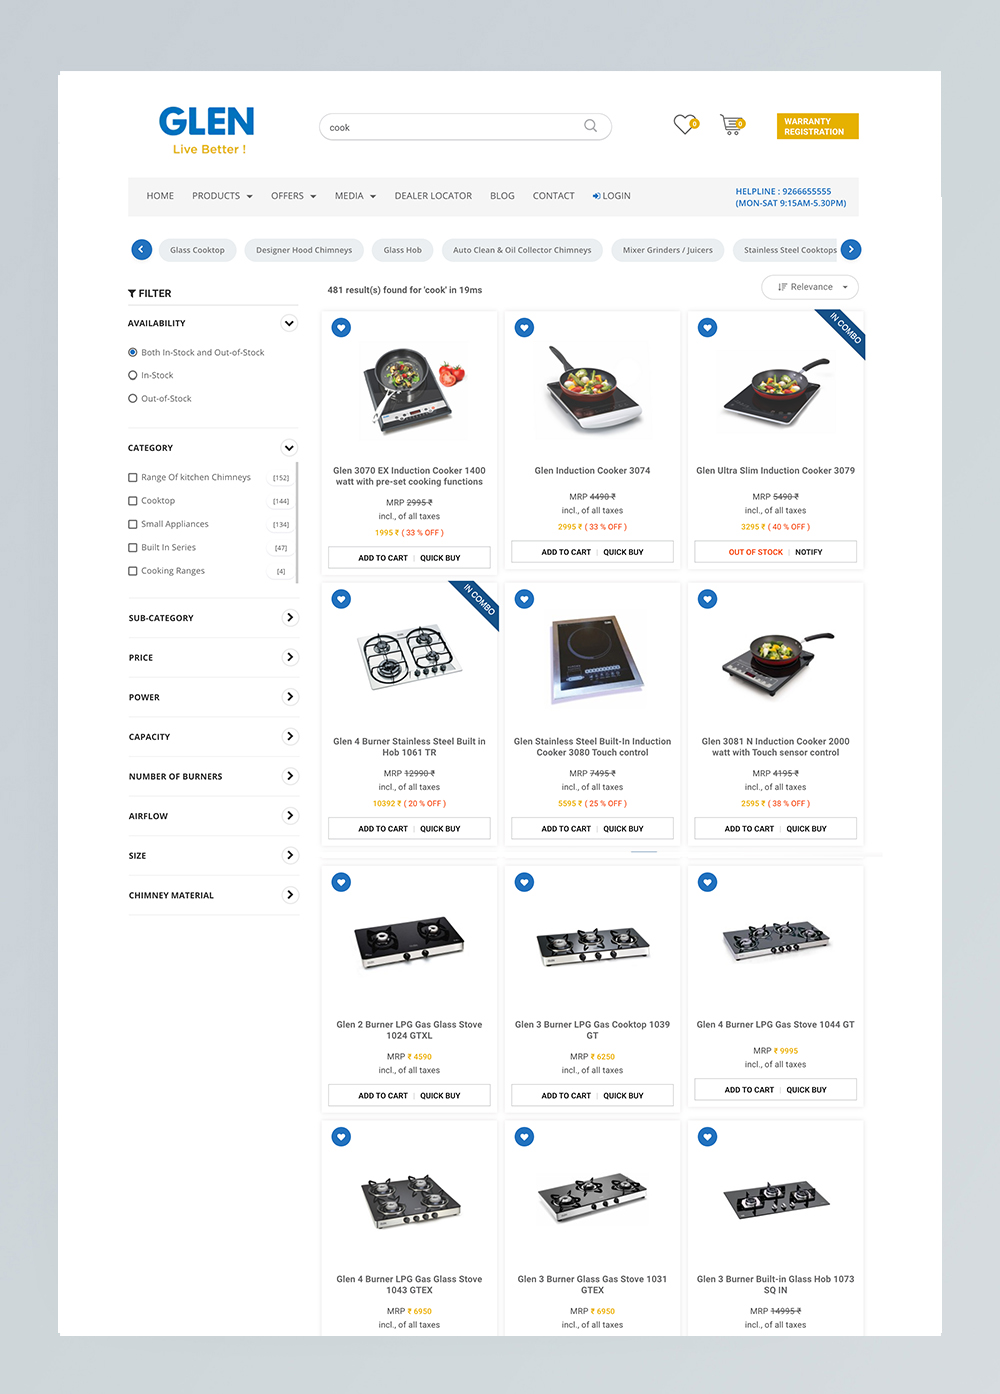 GLEN
Live Better !
cook
0
0
WARRANTY
REGISTRATION
HOME PRODUCTS OFFERS MEDIA DEALER LOCATOR BLOG CONTACT LOGIN
HELPLINE : 9266655555
(MON-SAT 9:15AM-5.30PM)
Glass Cooktop Designer Hood Chimneys Glass Hob Auto Clean & Oil Collector Chimneys Mixer Grinders / Juicers Stainless Steel Cooktops
FILTER
481 result(s) found for 'cook' in 19ms
Relevance
AVAILABILITY
Both In-Stock and Out-of-Stock
In-Stock
Out-of-Stock
CATEGORY
Range Of kitchen Chimneys [152]
Cooktop [144]
Small Appliances [134]
Built In Series [47]
Cooking Ranges [4]
SUB-CATEGORY
PRICE
POWER
CAPACITY
NUMBER OF BURNERS
AIRFLOW
SIZE
CHIMNEY MATERIAL
Glen 3070 EX Induction Cooker 1400
watt with pre-set cooking functions
MRP 2995 ₹
incl., of all taxes
1995 ₹ ( 33 % OFF )
ADD TO CART | QUICK BUY
Glen Induction Cooker 3074
MRP 4490 ₹
incl., of all taxes
2995 ₹ ( 33 % OFF )
ADD TO CART | QUICK BUY
IN COMBO
Glen Ultra Slim Induction Cooker 3079
MRP 5490 ₹
incl., of all taxes
3295 ₹ ( 40 % OFF )
OUT OF STOCK | NOTIFY
IN COMBO
Glen 4 Burner Stainless Steel Built in
Hob 1061 TR
MRP 12990 ₹
incl., of all taxes
10392 ₹ ( 20 % OFF )
ADD TO CART | QUICK BUY
Glen Stainless Steel Built-In Induction
Cooker 3080 Touch control
MRP 7495 ₹
incl., of all taxes
5595 ₹ ( 25 % OFF )
ADD TO CART | QUICK BUY
Glen 3081 N Induction Cooker 2000
watt with Touch sensor control
MRP 4195 ₹
incl., of all taxes
2595 ₹ ( 38 % OFF )
ADD TO CART | QUICK BUY
Glen 2 Burner LPG Gas Glass Stove
1024 GTXL
MRP ₹ 4590
incl., of all taxes
ADD TO CART | QUICK BUY
Glen 3 Burner LPG Gas Cooktop 1039
GT
MRP ₹ 6250
incl., of all taxes
ADD TO CART | QUICK BUY
Glen 4 Burner LPG Gas Stove 1044 GT
MRP ₹ 9995
incl., of all taxes
ADD TO CART | QUICK BUY
Glen 4 Burner LPG Gas Glass Stove
1043 GTEX
MRP ₹ 6950
incl., of all taxes
Glen 3 Burner Glass Gas Stove 1031
GTEX
MRP ₹ 6950
incl., of all taxes
Glen 3 Burner Built-in Glass Hob 1073
SQ IN
MRP 14995 ₹
incl., of all taxes